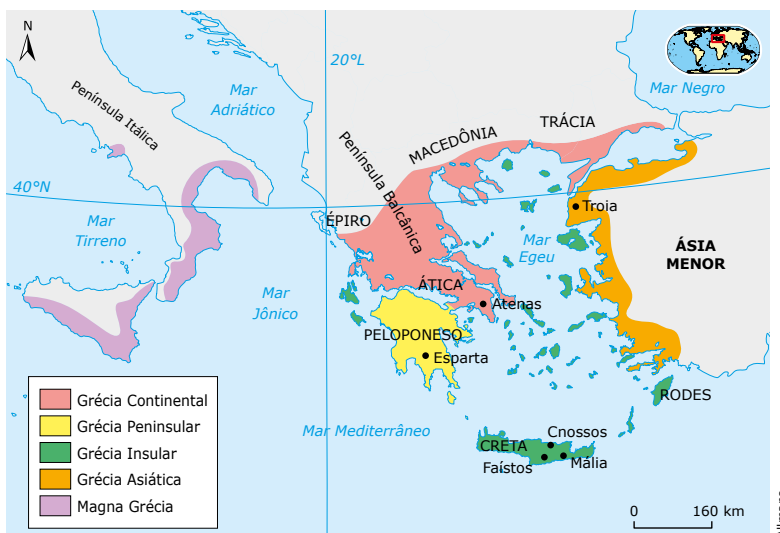 N
20°L
Mar
Adriático
Mar Negro
Península Itálica
TRÁCIA
MACEDÔNIA
Península Balcânica
40°N
Troia
ÉPIRO
Mar
Tirreno
Mar
Egeu
ÁSIA
MENOR
ÁTICA
Atenas
Mar
Jônico
PELOPONESO
Esparta
RODES
Grécia Continental
Grécia Peninsular
Grécia Insular
Grécia Asiática
Magna Grécia
Mar Mediterrâneo
CRETA
Cnossos
Faístos
Mália
0 160 km